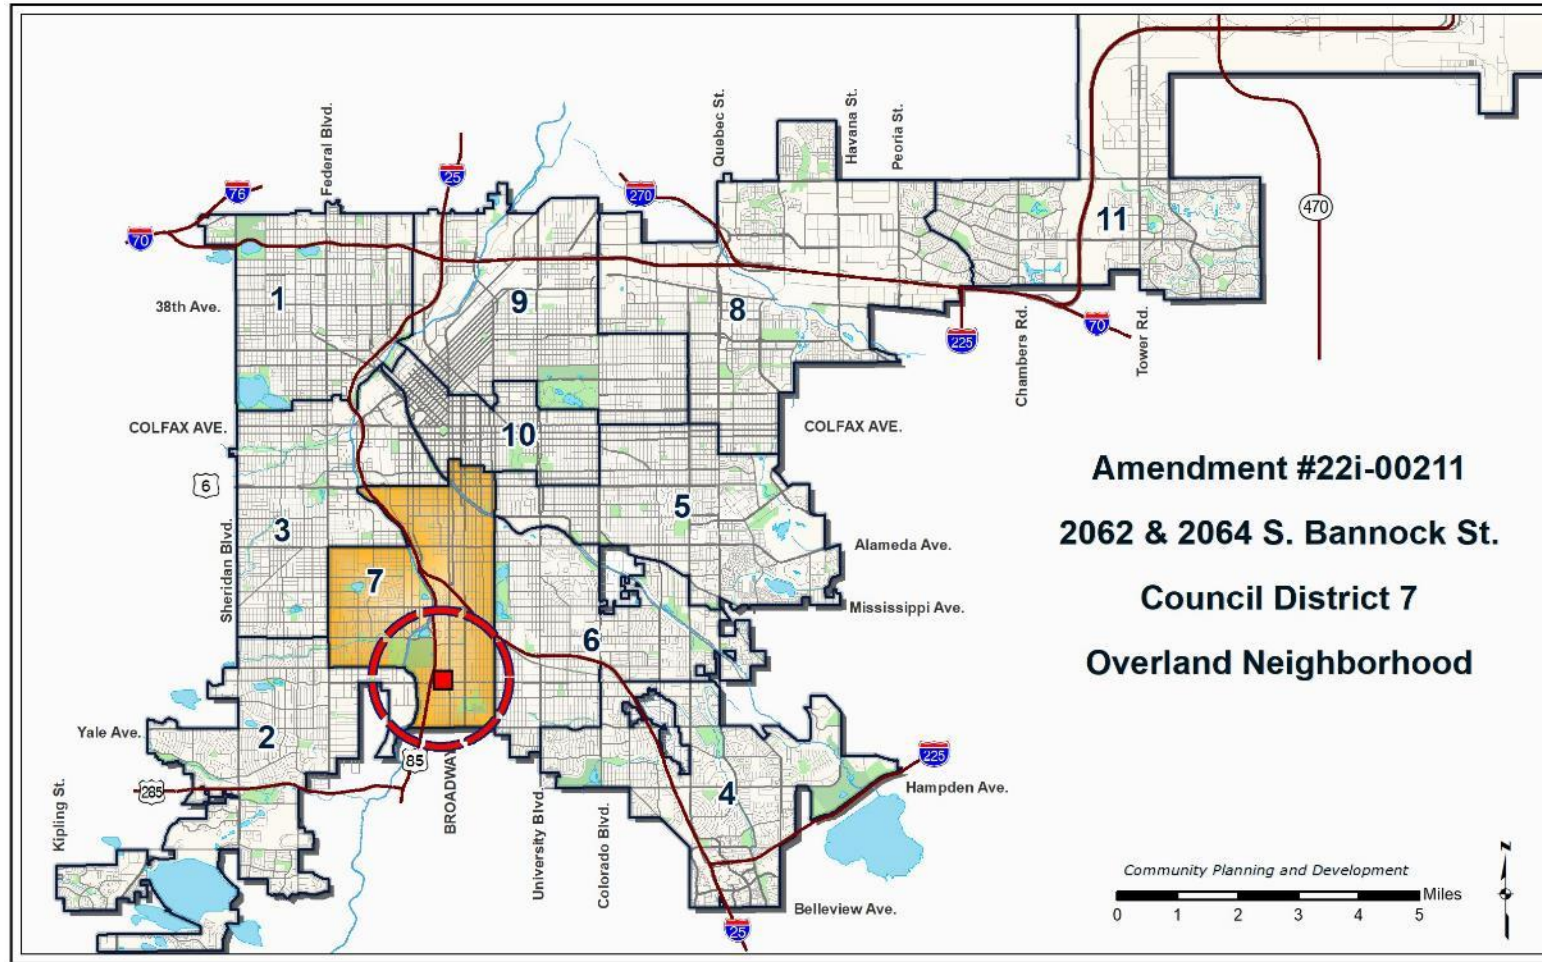 Federal Blvd.
Quebec St.
Havana St.
Peoria St.
76
25
270
70
470
11
1
9
8
38th Ave.
225
Chambers Rd.
70
Tower Rd.
COLFAX AVE.
10
COLFAX AVE.
6
3
Sheridan Blvd.
5
Alameda Ave.
7
Mississippi Ave.
6
2
Yale Ave.
85
285
Kipling St.
BROADWAY
University Blvd.
Colorado Blvd.
4
225
Hampden Ave.
Belleview Ave.
25
Amendment #22i-00211
2062 & 2064 S. Bannock St.
Council District 7
Overland Neighborhood
Community Planning and Development
Miles
0 1 2 3 4 5
Z